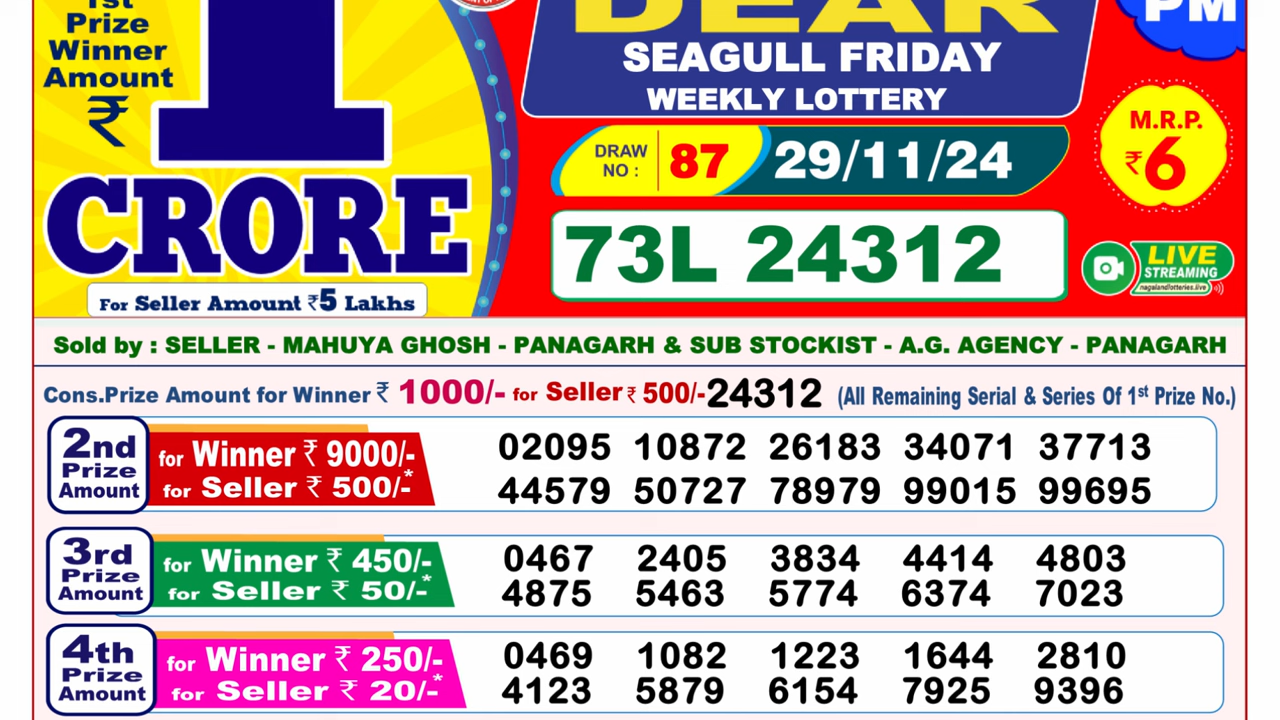 1st
Prize
Winner
Amount
₹
1
CRORE
For Seller Amount ₹5 Lakhs
DEAR
SEAGULL FRIDAY
WEEKLY LOTTERY
DRAW NO : 87 29/11/24
73L 24312
PM
M.R.P.
₹6
LIVE
STREAMING
nagalandlotteries.live
Sold by : SELLER - MAHUYA GHOSH - PANAGARH & SUB STOCKIST - A.G. AGENCY - PANAGARH
Cons.Prize Amount for Winner ₹ 1000/- for Seller ₹ 500/- 24312 (All Remaining Serial & Series Of 1st Prize No.)
2nd
Prize
Amount
for Winner ₹ 9000/-
for Seller ₹ 500/-*
02095 10872 26183 34071 37713
44579 50727 78979 99015 99695
3rd
Prize
Amount
for Winner ₹ 450/-
for Seller ₹ 50/-*
0467 2405 3834 4414 4803
4875 5463 5774 6374 7023
4th
Prize
Amount
for Winner ₹ 250/-
for Seller ₹ 20/-*
0469 1082 1223 1644 2810
4123 5879 6154 7925 9396